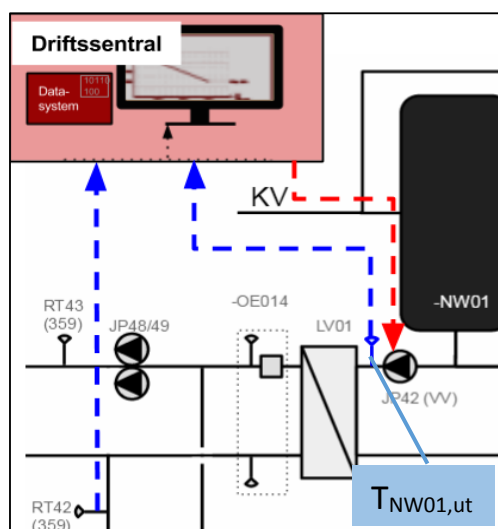 Driftssentral
Data-
system
10110
100
KV
-NW01
RT43
(359)
JP48/49
-OE014
LV01
JP42 (VV)
RT42
(359)
TNW01,ut